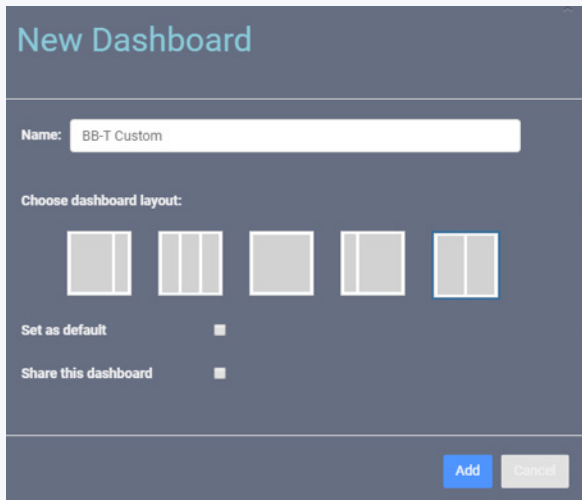 New Dashboard
Name: BB-T Custom
Choose dashboard layout:
Set as default
Share this dashboard
Add Cancel